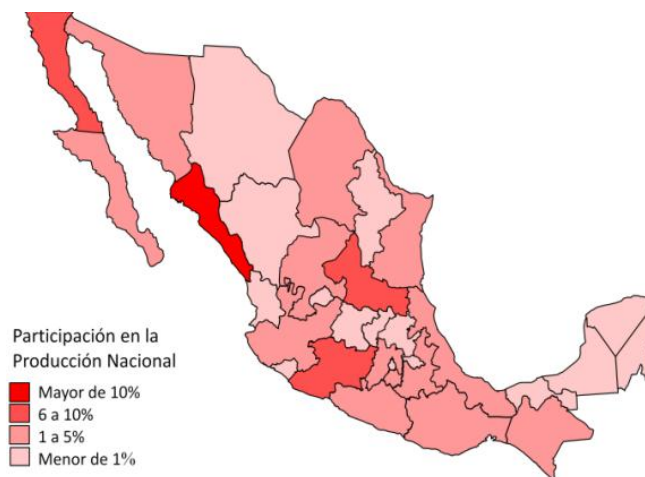 Participación en la
Producción Nacional
Mayor de 10%
6 a 10%
1 a 5%
Menor de 1%